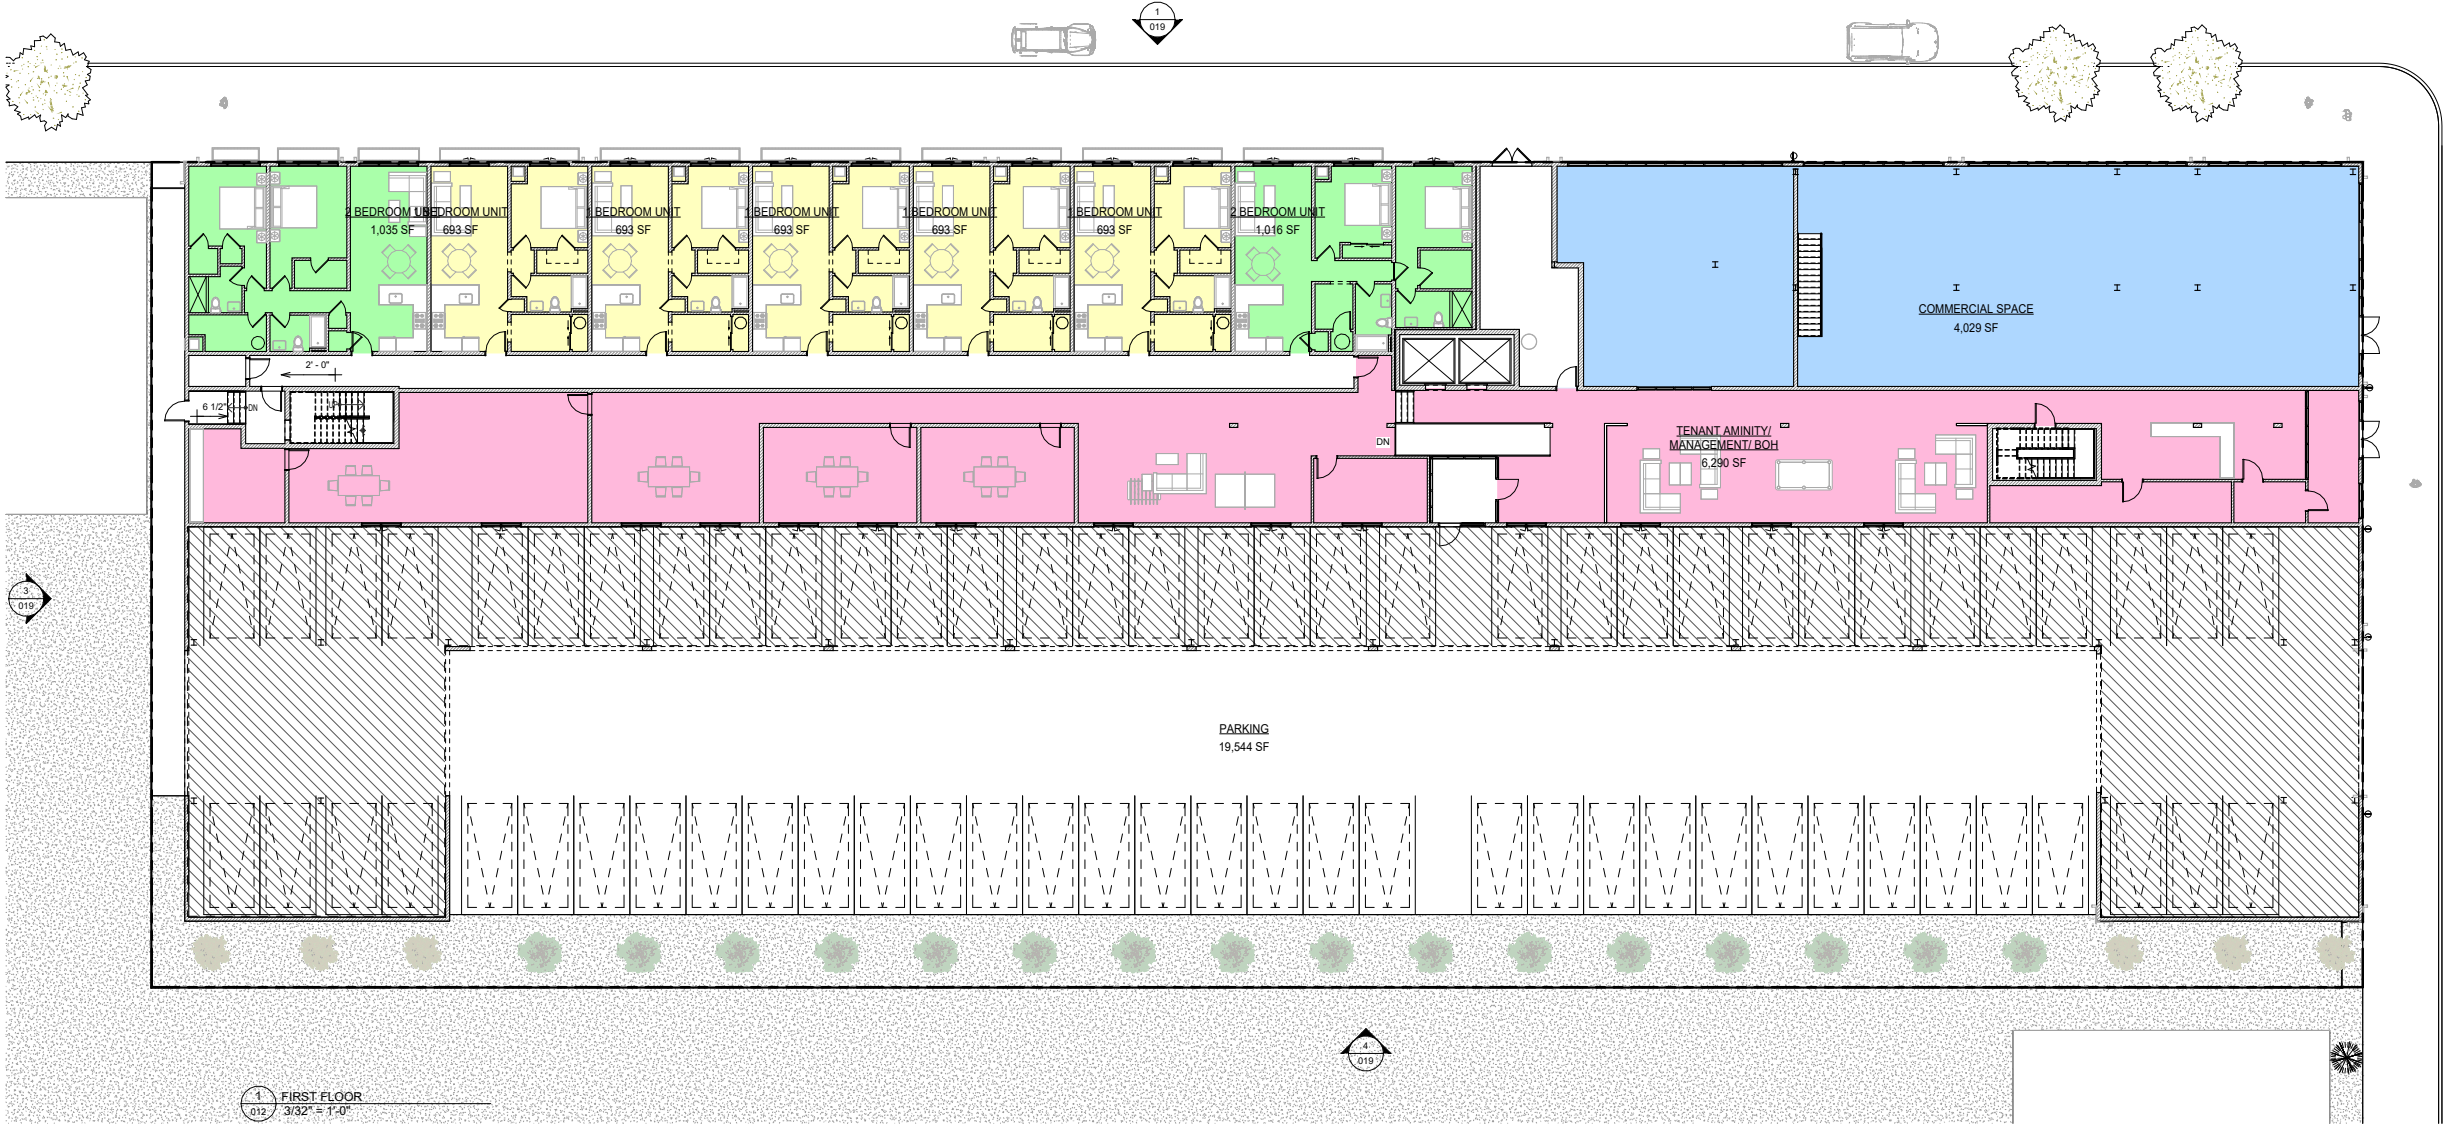 1
019
2 BEDROOM UNIT
1,035 SF
1 BEDROOM UNIT
693 SF
1 BEDROOM UNIT
693 SF
1 BEDROOM UNIT
693 SF
1 BEDROOM UNIT
693 SF
1 BEDROOM UNIT
693 SF
2 BEDROOM UNIT
1,016 SF
COMMERCIAL SPACE
4,029 SF
2' - 0"
6 1/2"
DN
UP
DN
TENANT AMINITY/
MANAGEMENT/ BOH
6,290 SF
3
019
PARKING
19,544 SF
4
019
1
012
FIRST FLOOR
3/32" = 1'-0"